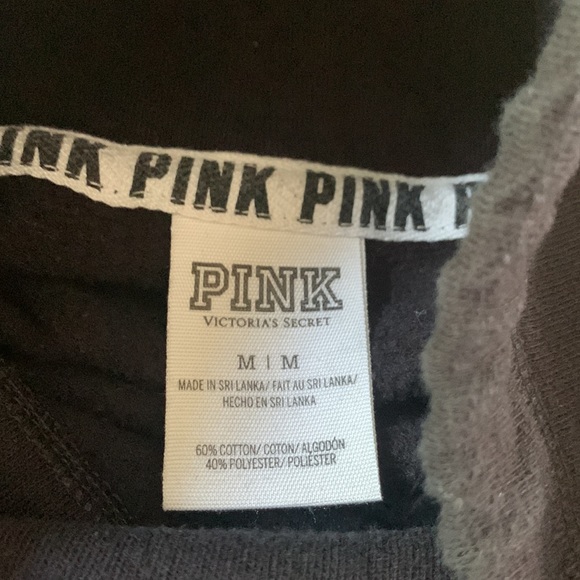 INK PINK PINK P
PINK
VICTORIA'S SECRET
M | M
MADE IN SRI LANKA/ FAIT AU SRI LANKA/
HECHO EN SRI LANKA
60% COTTON/ COTON/ ALGODÓN
40% POLYESTER/ POLIÉSTER